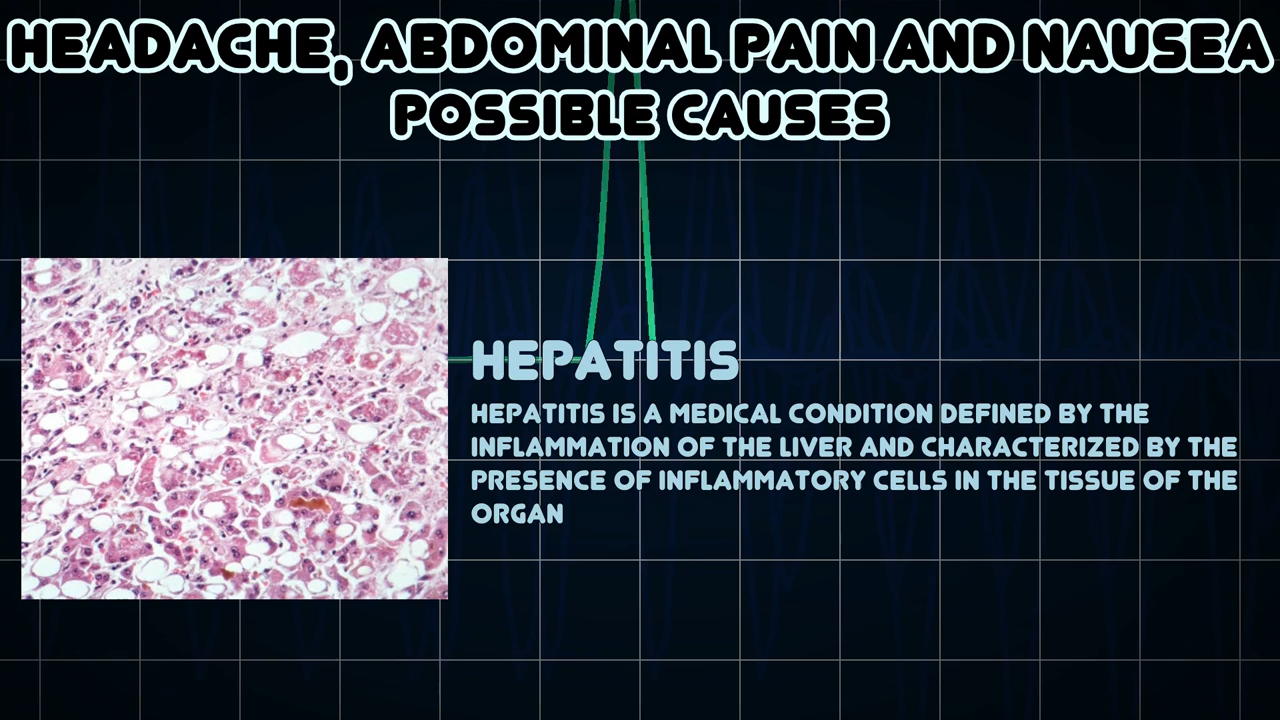 HEADACHE, ABDOMINAL PAIN AND NAUSEA
POSSIBLE CAUSES
HEPATITIS
HEPATITIS IS A MEDICAL CONDITION DEFINED BY THE
INFLAMMATION OF THE LIVER AND CHARACTERIZED BY THE
PRESENCE OF INFLAMMATORY CELLS IN THE TISSUE OF THE
ORGAN